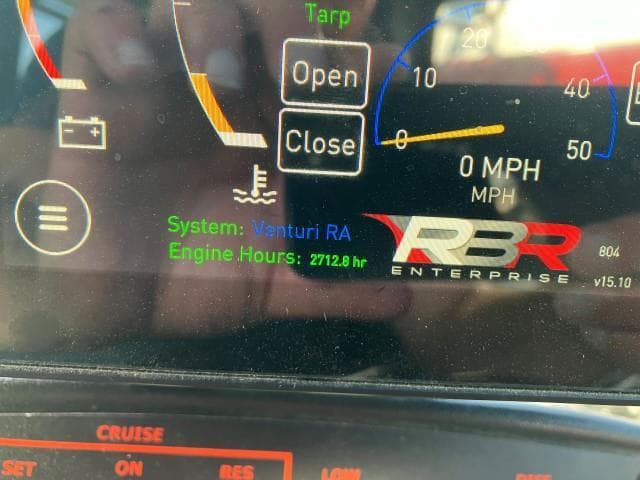 Tarp
Open
Close
10
20
40
50
0
0 MPH
MPH
System: Venturi RA
Engine Hours: 2712.8 hr
RBR
ENTERPRISE
804
v15.10
CRUISE
SET ON RES